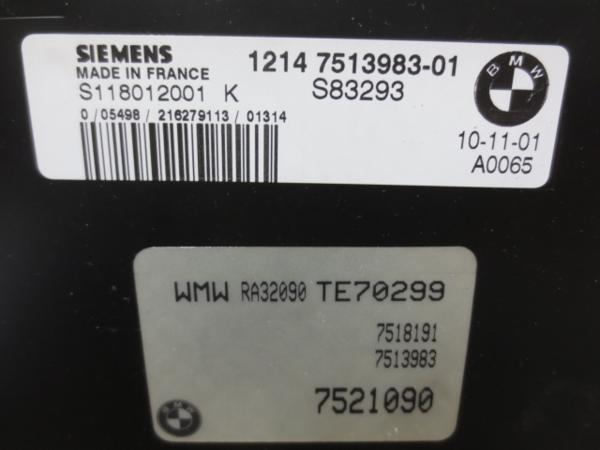 SIEMENS 1214 7513983-01
MADE IN FRANCE
S118012001 K S83293
BMW
0 / 05498 / 216279113 / 01314
10-11-01
A0065
WMW RA32090 TE70299
7518191
7513983
7521090